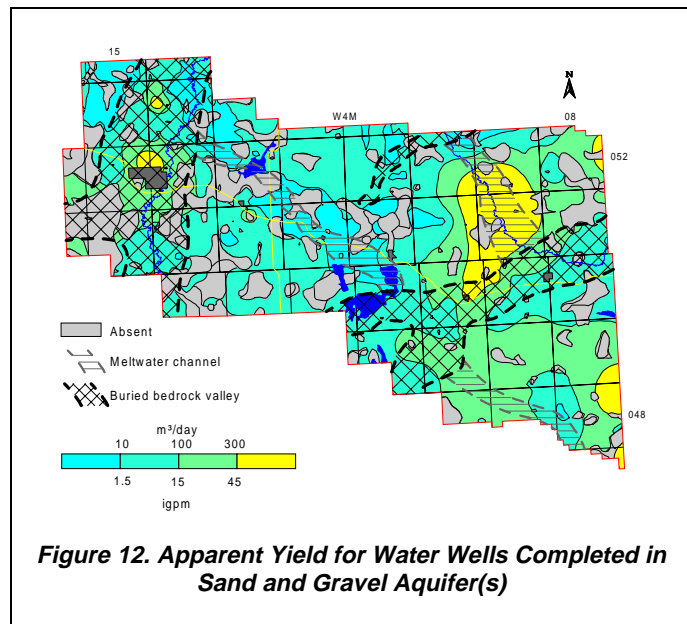 15
N
W4M
08
052
Absent
Meltwater channel
Buried bedrock valley
048
m³/day
10 100 300
1.5 15 45
igpm
Figure 12. Apparent Yield for Water Wells Completed in
Sand and Gravel Aquifer(s)